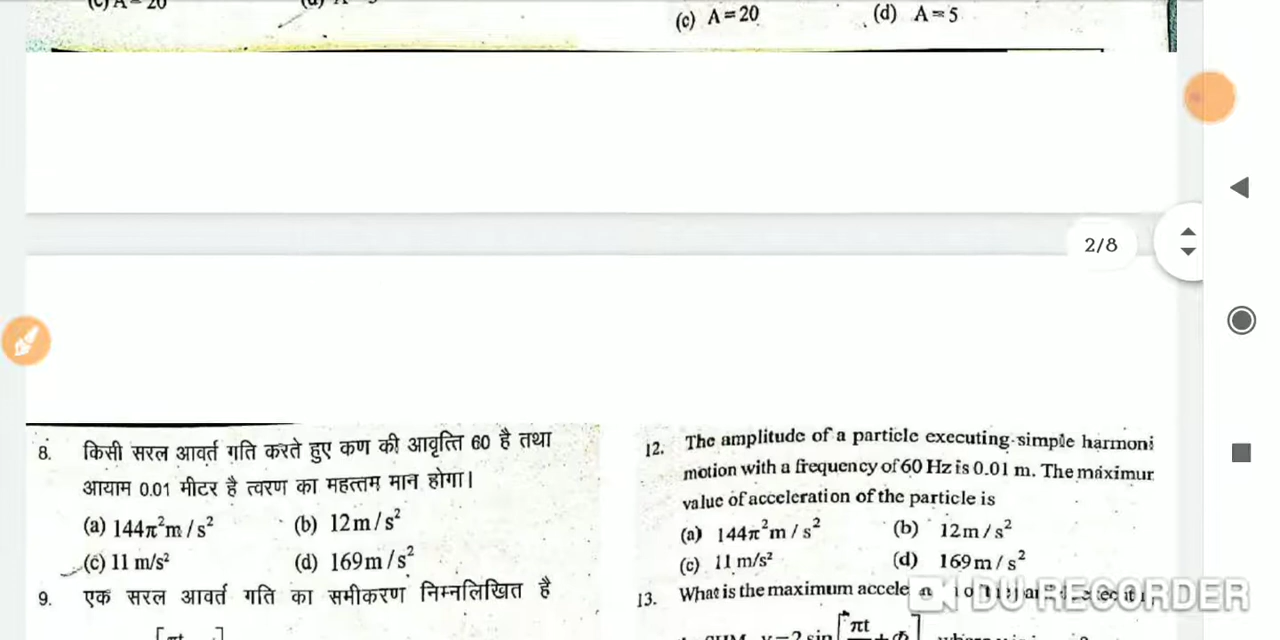 (c) A = 20
(c) A = 20
(d) A = 5
2/8
8. किसी सरल आवर्त गति करते हुए कण की आवृत्ति 60 है तथा
आयाम 0.01 मीटर है त्वरण का महत्तम मान होगा।
(a) 144π²m / s² (b) 12m / s²
(c) 11 m/s² (d) 169m / s²
9. एक सरल आवर्त गति का समीकरण निम्नलिखित है
12. The amplitude of a particle executing simple harmoni
motion with a frequency of 60 Hz is 0.01 m. The maximur
value of acceleration of the particle is
(a) 144π²m / s² (b) 12m / s²
(c) 11 m/s² (d) 169m / s²
13. What is the maximum accele
y = 2 sin [πt + Φ]
DU RECORDER